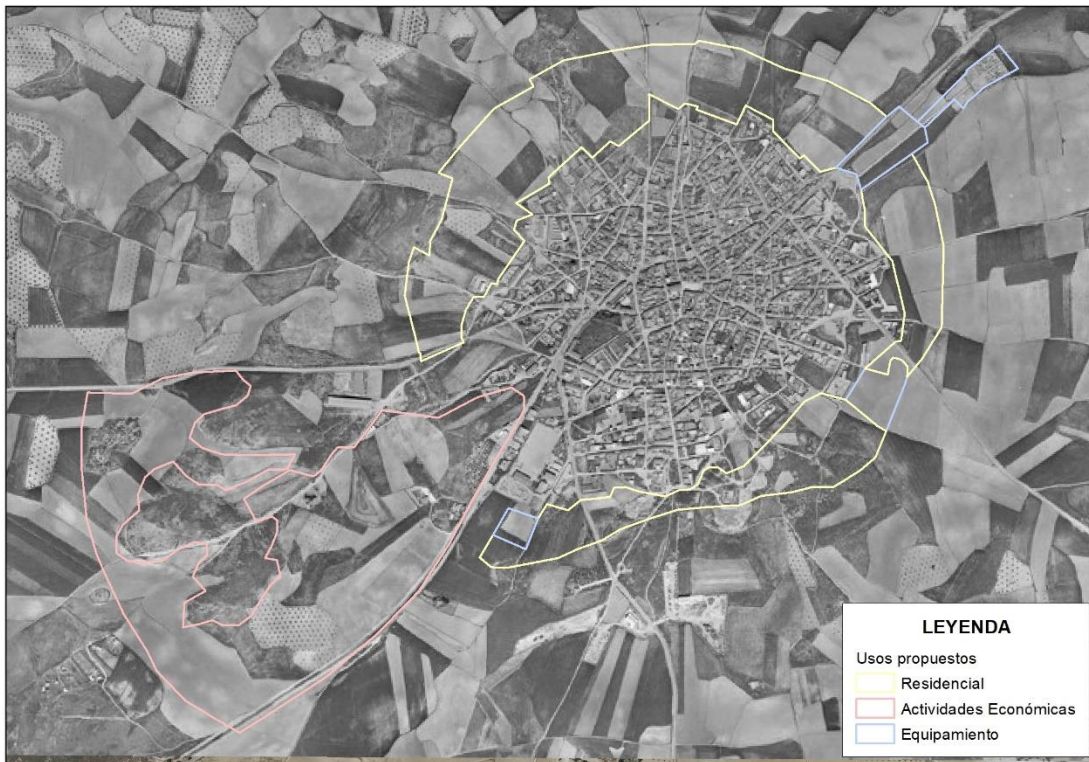 LEYENDA
Usos propuestos
Residencial
Actividades Económicas
Equipamiento